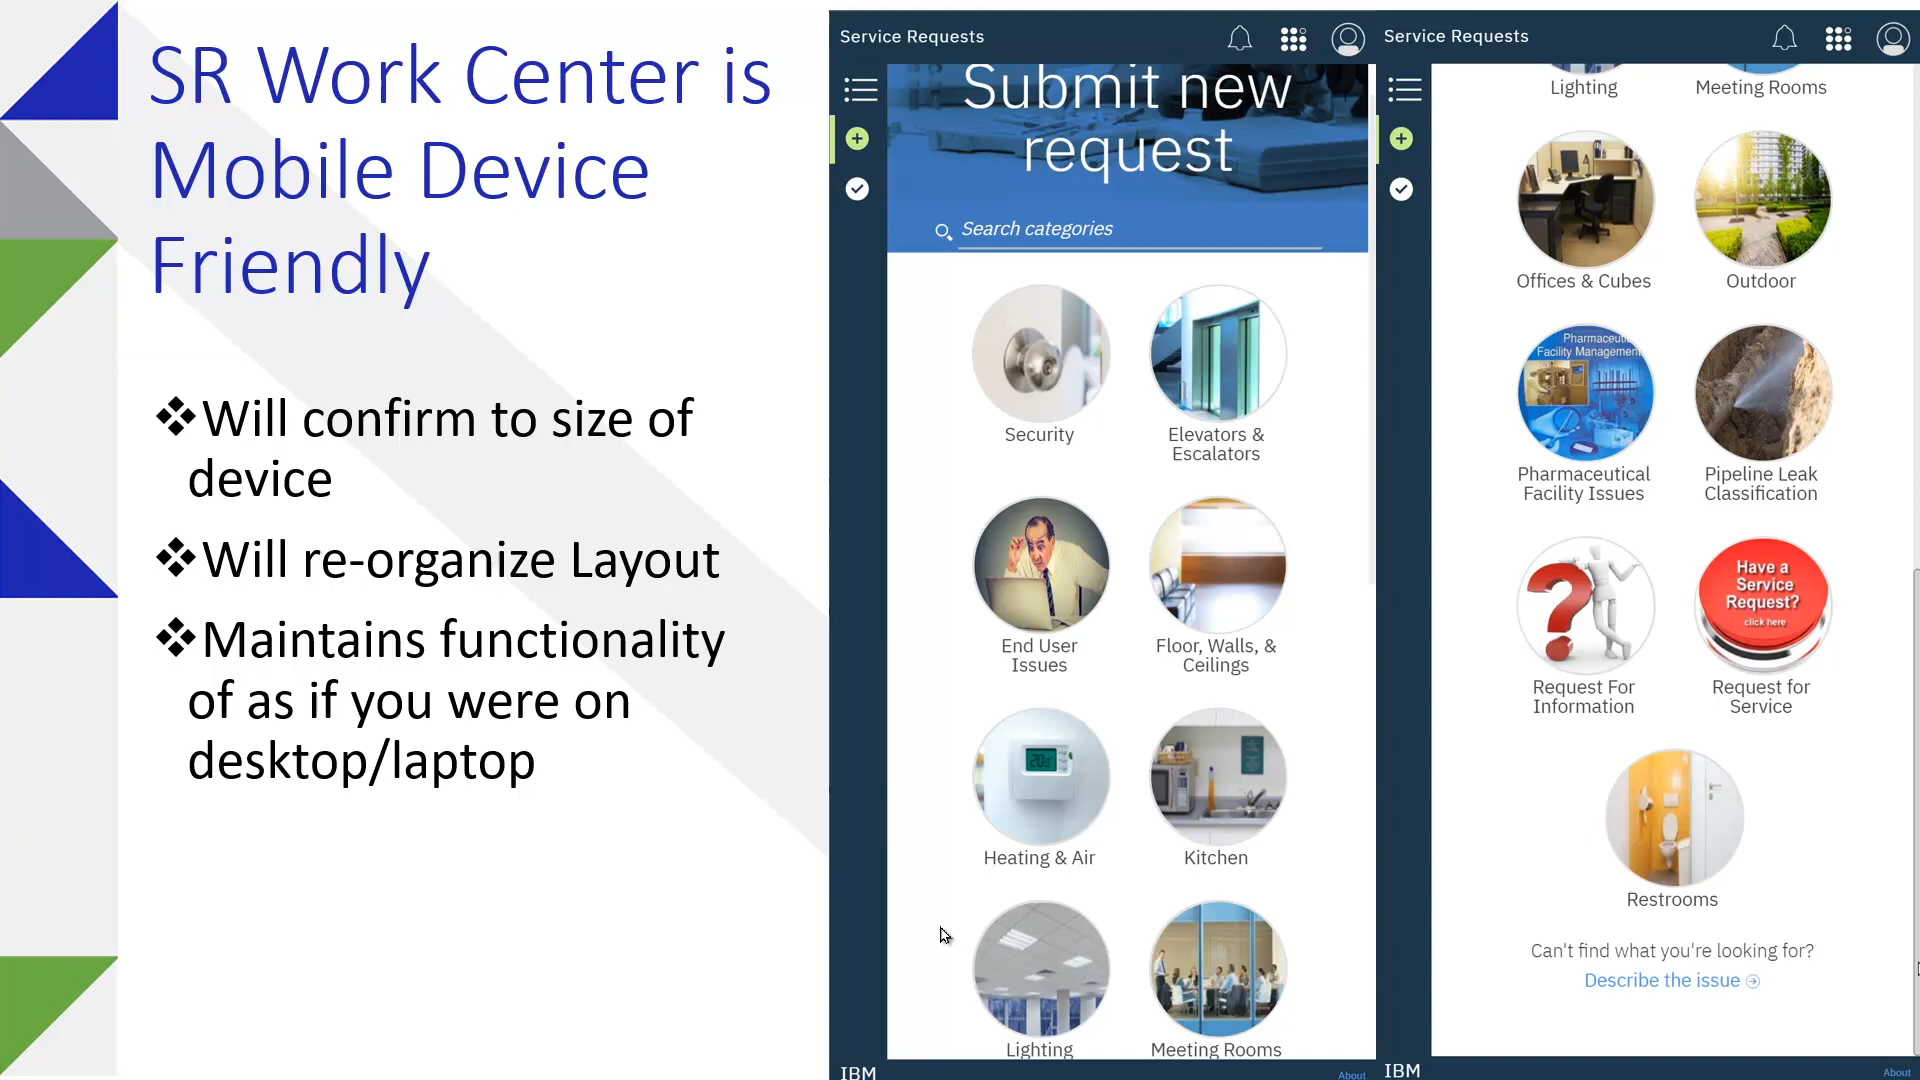 SR Work Center is
Mobile Device
Friendly
❖Will confirm to size of
device
❖Will re-organize Layout
❖Maintains functionality
of as if you were on
desktop/laptop
Service Requests
Submit new
request
Search categories
Security
Elevators &
Escalators
End User
Issues
Floor, Walls, &
Ceilings
Heating & Air
Kitchen
Lighting
Meeting Rooms
IBM
About
Service Requests
Lighting
Meeting Rooms
Offices & Cubes
Outdoor
Facility Management
Pharmaceutical
Facility Issues
Pipeline Leak
Classification
Have a
Service
Request?
click here
Request For
Information
Request for
Service
Restrooms
Can't find what you're looking for?
Describe the issue
IBM
About